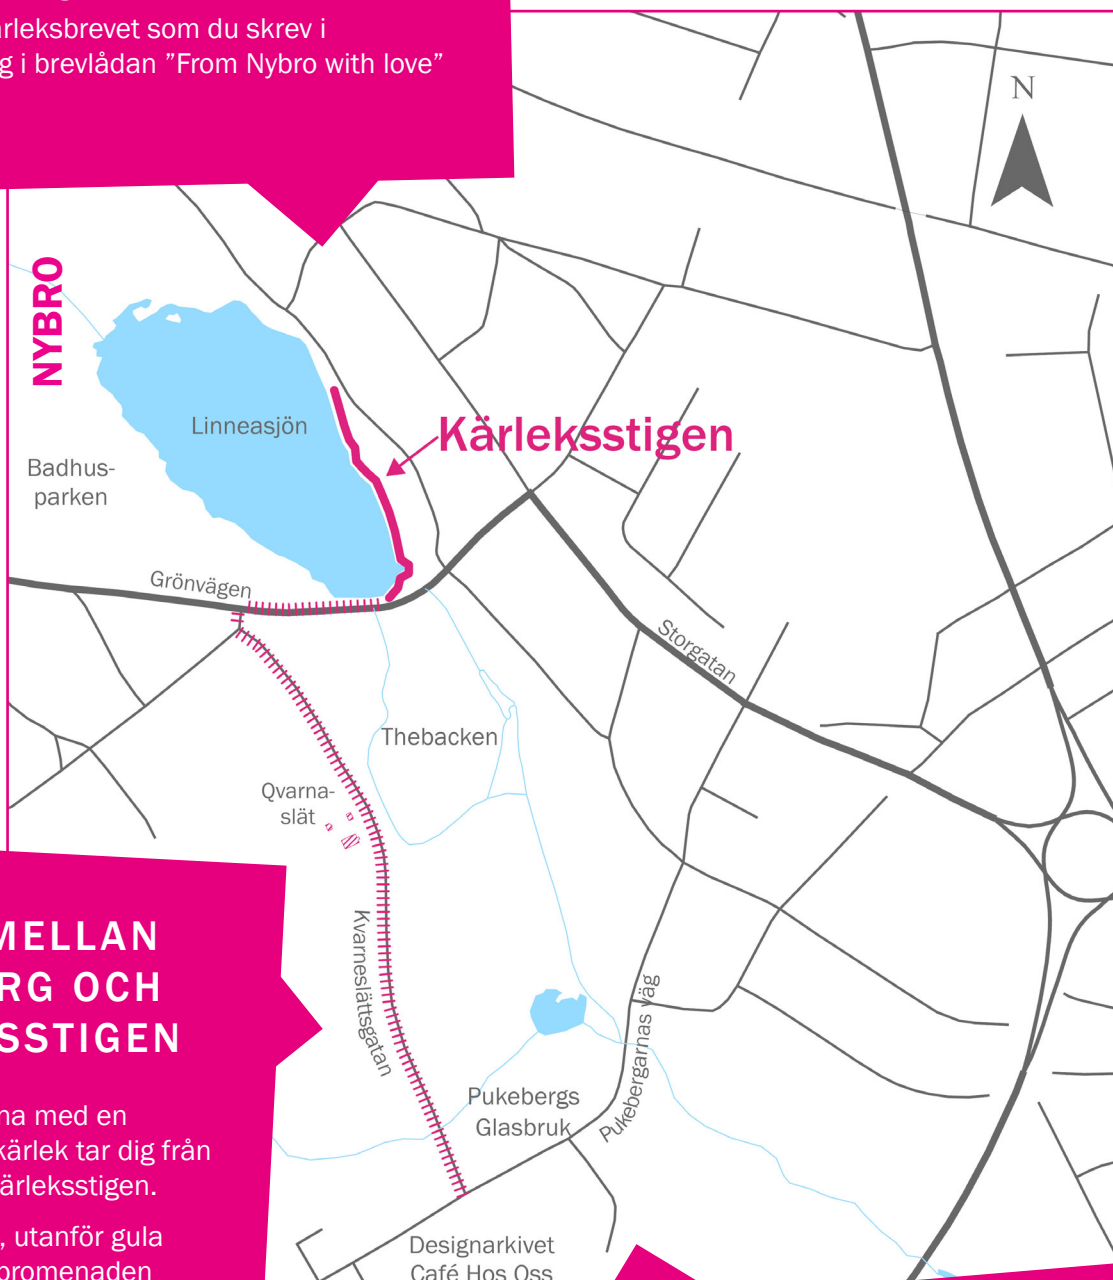 ärleksbrevet som du skrev i
g i brevlådan ”From Nybro with love”
N
NYBRO
Linneasjön
Kärleksstigen
Badhus-
parken
Grönvägen
Storgatan
Thebacken
Qvarna-
slät
Kvarneslättsgatan
Pukebergarnas väg
Pukebergs
Glasbruk
MELLAN
RG OCH
SSTIGEN
na med en
kärlek tar dig från
ärleksstigen.
, utanför gula
promenaden
Designarkivet
Café Hos Oss